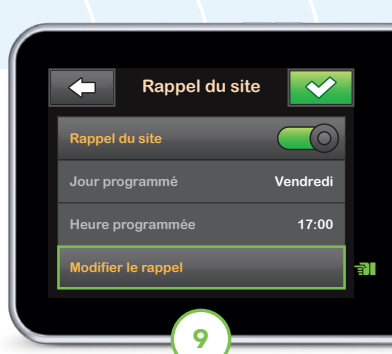 Rappel du site
Rappel du site
Jour programmé Vendredi
Heure programmée 17:00
Modifier le rappel
9